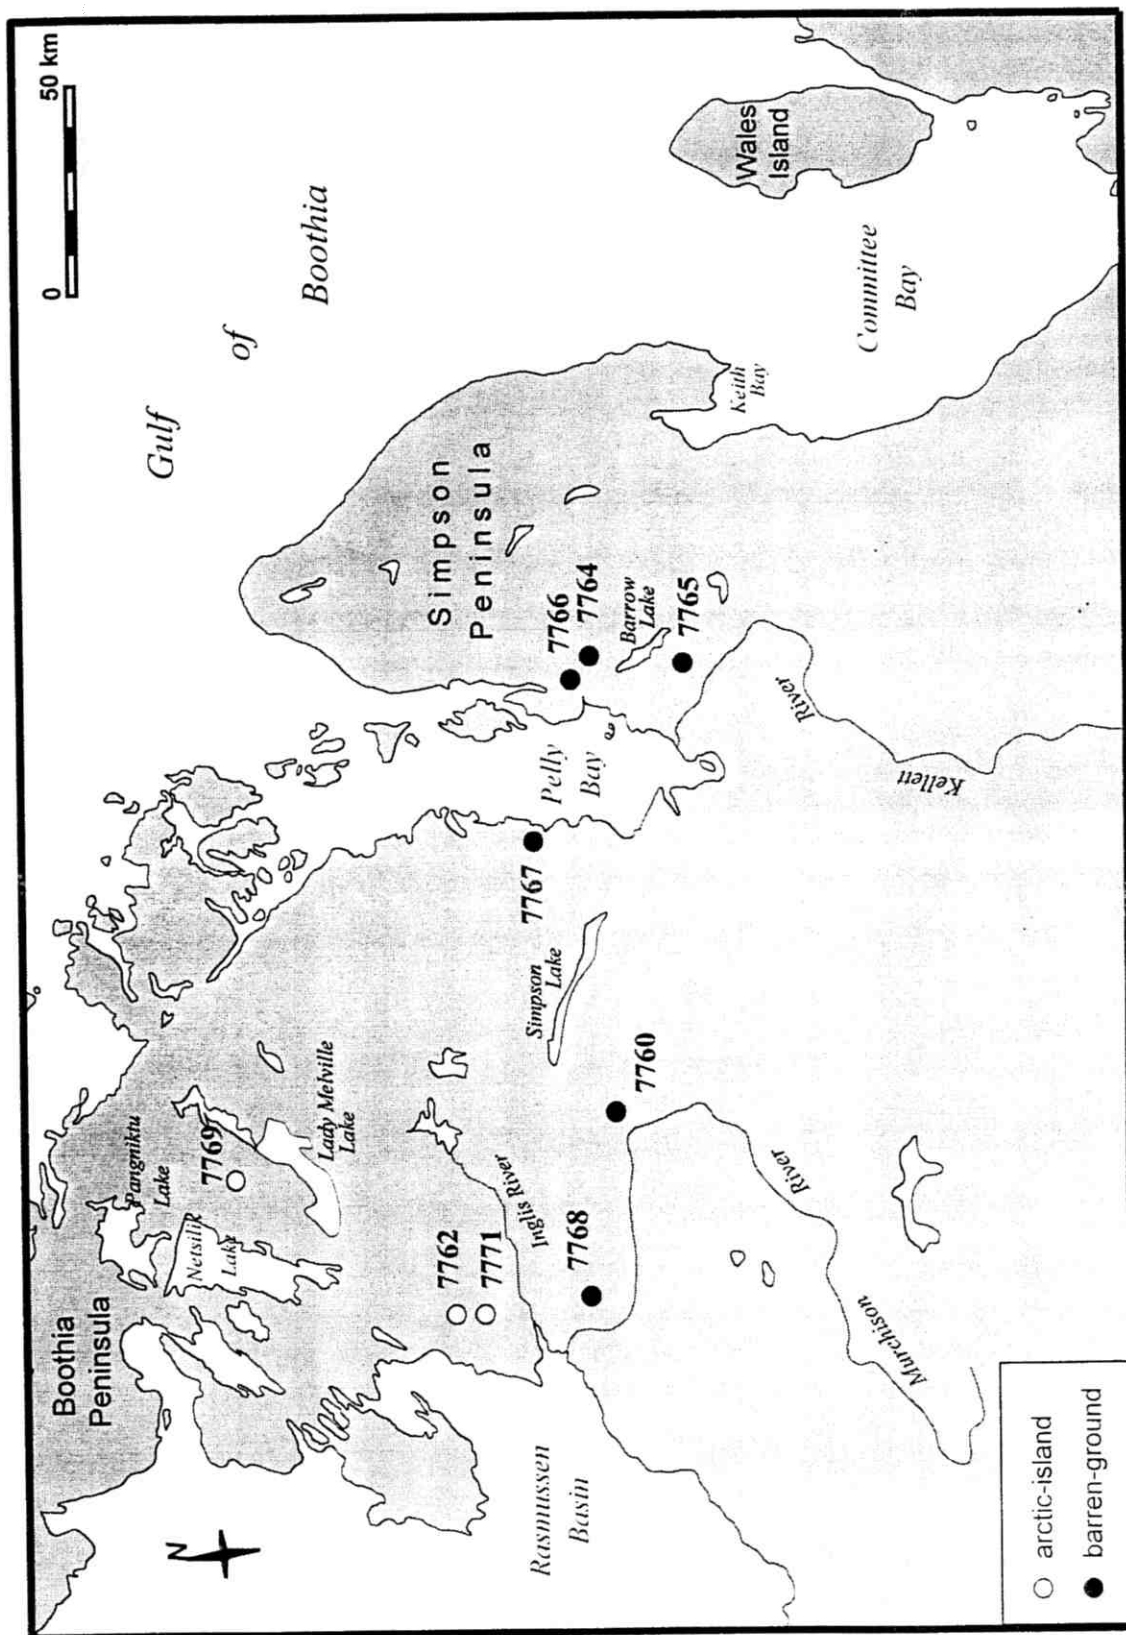 Boothia
Peninsula
Gulf
of
Boothia
0
50 km
N
Pangniktu
Lake
7769
Netsilik
Lake
Lady Melville
Lake
Simpson
Peninsula
7762
7771
Inglis River
Rasmussen
Basin
7768
7760
Simpson
Lake
7767
Pelly
Bay
7766
7764
Barrow
Lake
7765
Keith
Bay
Wales
Island
Committee
Bay
Kellett
River
Murchison
River
arctic-island
barren-ground